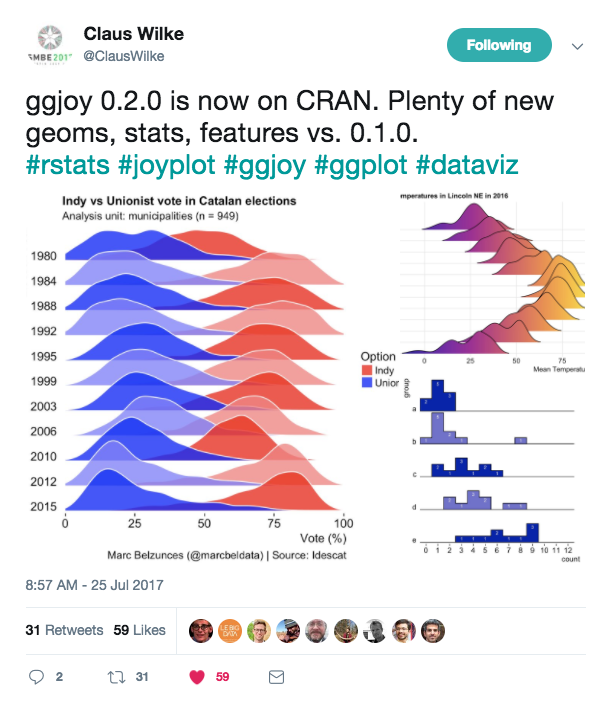 Claus Wilke
@ClausWilke
Following
ggjoy 0.2.0 is now on CRAN. Plenty of new
geoms, stats, features vs. 0.1.0.
#rstats #joyplot #ggjoy #ggplot #dataviz
Indy vs Unionist vote in Catalan elections
Analysis unit: municipalities (n = 949)
1980
1984
1988
1992
1995
1999
2003
2006
2010
2012
2015
0 25 50 75 100
Vote (%)
Marc Belzunces (@marcbeldata) | Source: Idescat
Option
Indy
Unior
mperatures in Lincoln NE in 2016
0 25 50 75
Mean Temperatu
group
a
b
c
d
e
0 1 2 3 4 5 6 7 8 9 10 11 12
count
8:57 AM - 25 Jul 2017
31 Retweets 59 Likes
LE BIG
DATA
2 31 59